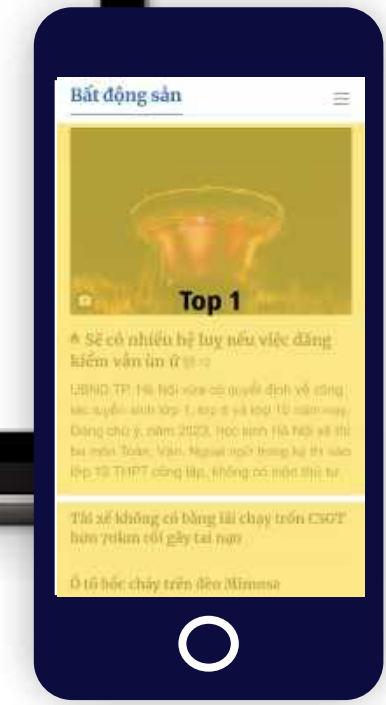 Bất động sản
Top 1
Sẽ có nhiều hệ lụy nếu việc đăng
kiểm vẫn ùn ứ
UBND TP. Hà Nội vừa có quyết định về công
tác tuyển sinh lớp 1, lớp 6 và lớp 10 năm nay.
Đáng chú ý, năm 2023, học sinh Hà Nội sẽ thi
ba môn Toán, Văn, Ngoại ngữ trong kỳ thi vào
lớp 10 THPT công lập, không có môn thứ tư.
Tài xế không có bằng lái chạy trốn CSGT
hơn 70km rồi gây tai nạn
Ô tô bốc cháy trên đèo Mimosa